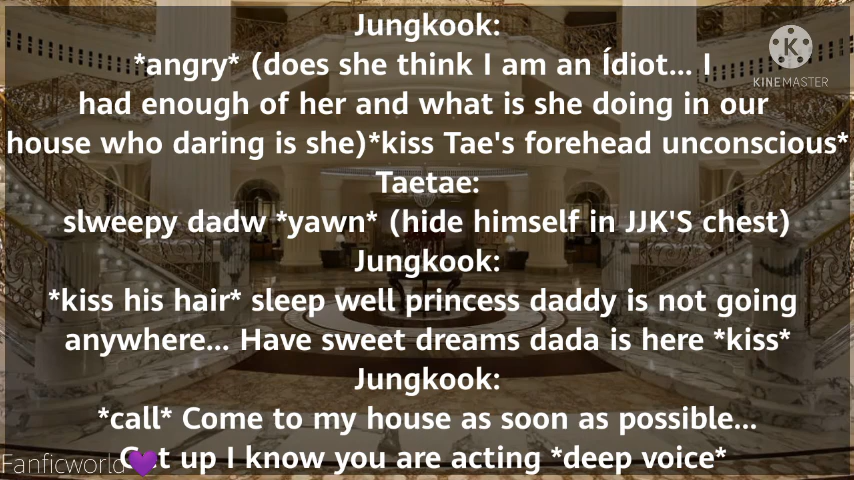 Jungkook:
*angry* (does she think I am an Ídiot... I
had enough of her and what is she doing in our
house who daring is she)*kiss Tae's forehead unconscious*
Taetae:
slweepy dadw *yawn* (hide himself in JJK'S chest)
Jungkook:
*kiss his hair* sleep well princess daddy is not going
anywhere... Have sweet dreams dada is here *kiss*
Jungkook:
*call* Come to my house as soon as possible...
Get up I know you are acting *deep voice*
K
KINEMASTER
Fanficworld💜